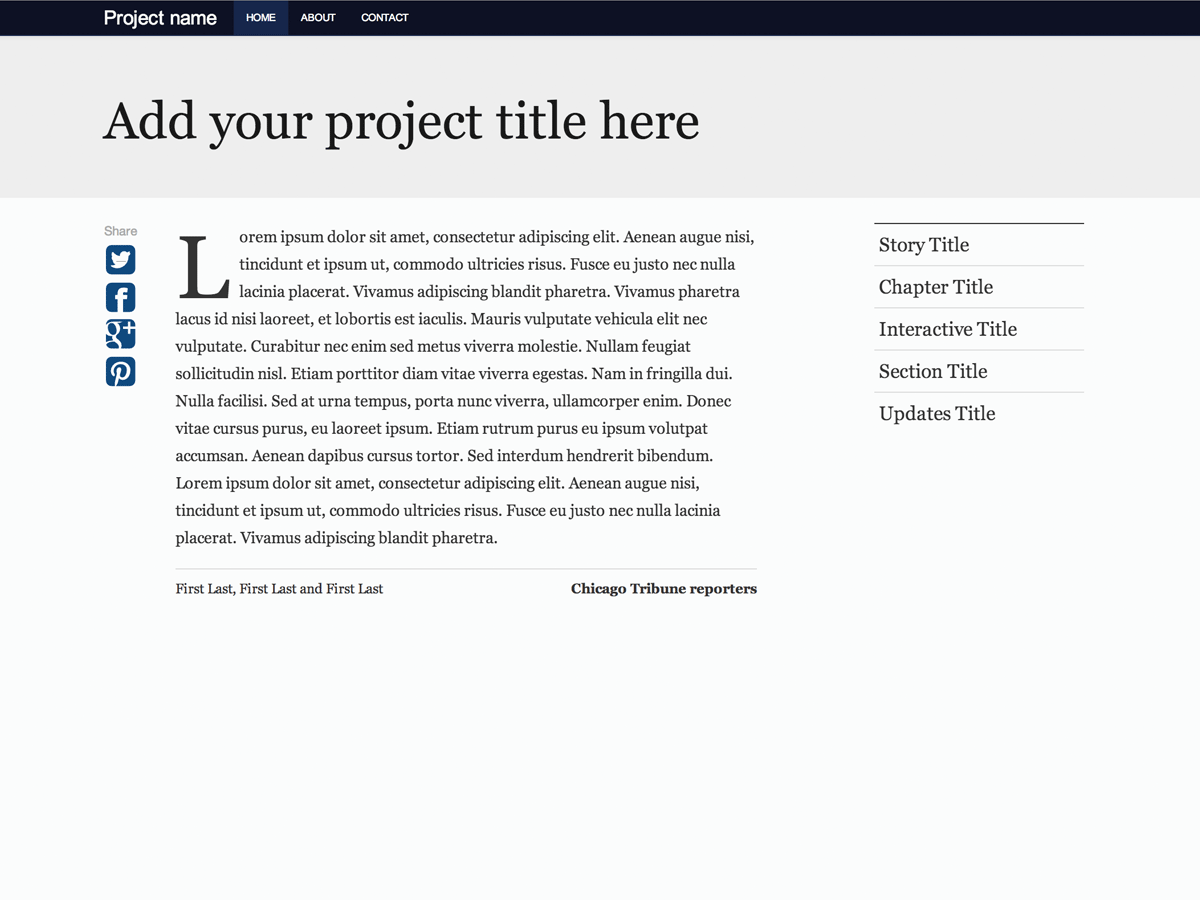 Project name HOME ABOUT CONTACT
Add your project title here
Share
Lorem ipsum dolor sit amet, consectetur adipiscing elit. Aenean augue nisi,
tincidunt et ipsum ut, commodo ultricies risus. Fusce eu justo nec nulla
lacinia placerat. Vivamus adipiscing blandit pharetra. Vivamus pharetra
lacus id nisi laoreet, et lobortis est iaculis. Mauris vulputate vehicula elit nec
vulputate. Curabitur nec enim sed metus viverra molestie. Nullam feugiat
sollicitudin nisl. Etiam porttitor diam vitae viverra egestas. Nam in fringilla dui.
Nulla facilisi. Sed at urna tempus, porta nunc viverra, ullamcorper enim. Donec
vitae cursus purus, eu laoreet ipsum. Etiam rutrum purus eu ipsum volutpat
accumsan. Aenean dapibus cursus tortor. Sed interdum hendrerit bibendum.
Lorem ipsum dolor sit amet, consectetur adipiscing elit. Aenean augue nisi,
tincidunt et ipsum ut, commodo ultricies risus. Fusce eu justo nec nulla lacinia
placerat. Vivamus adipiscing blandit pharetra.
First Last, First Last and First Last Chicago Tribune reporters
Story Title
Chapter Title
Interactive Title
Section Title
Updates Title